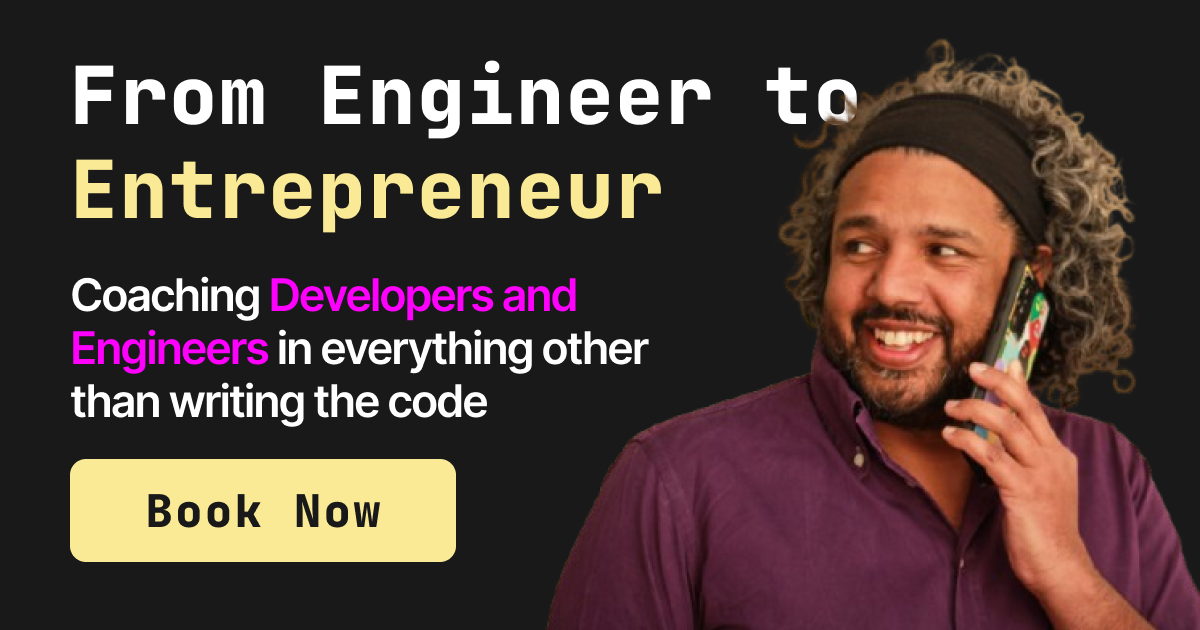 From Engineer to
Entrepreneur
Coaching Developers and
Engineers in everything other
than writing the code
Book Now